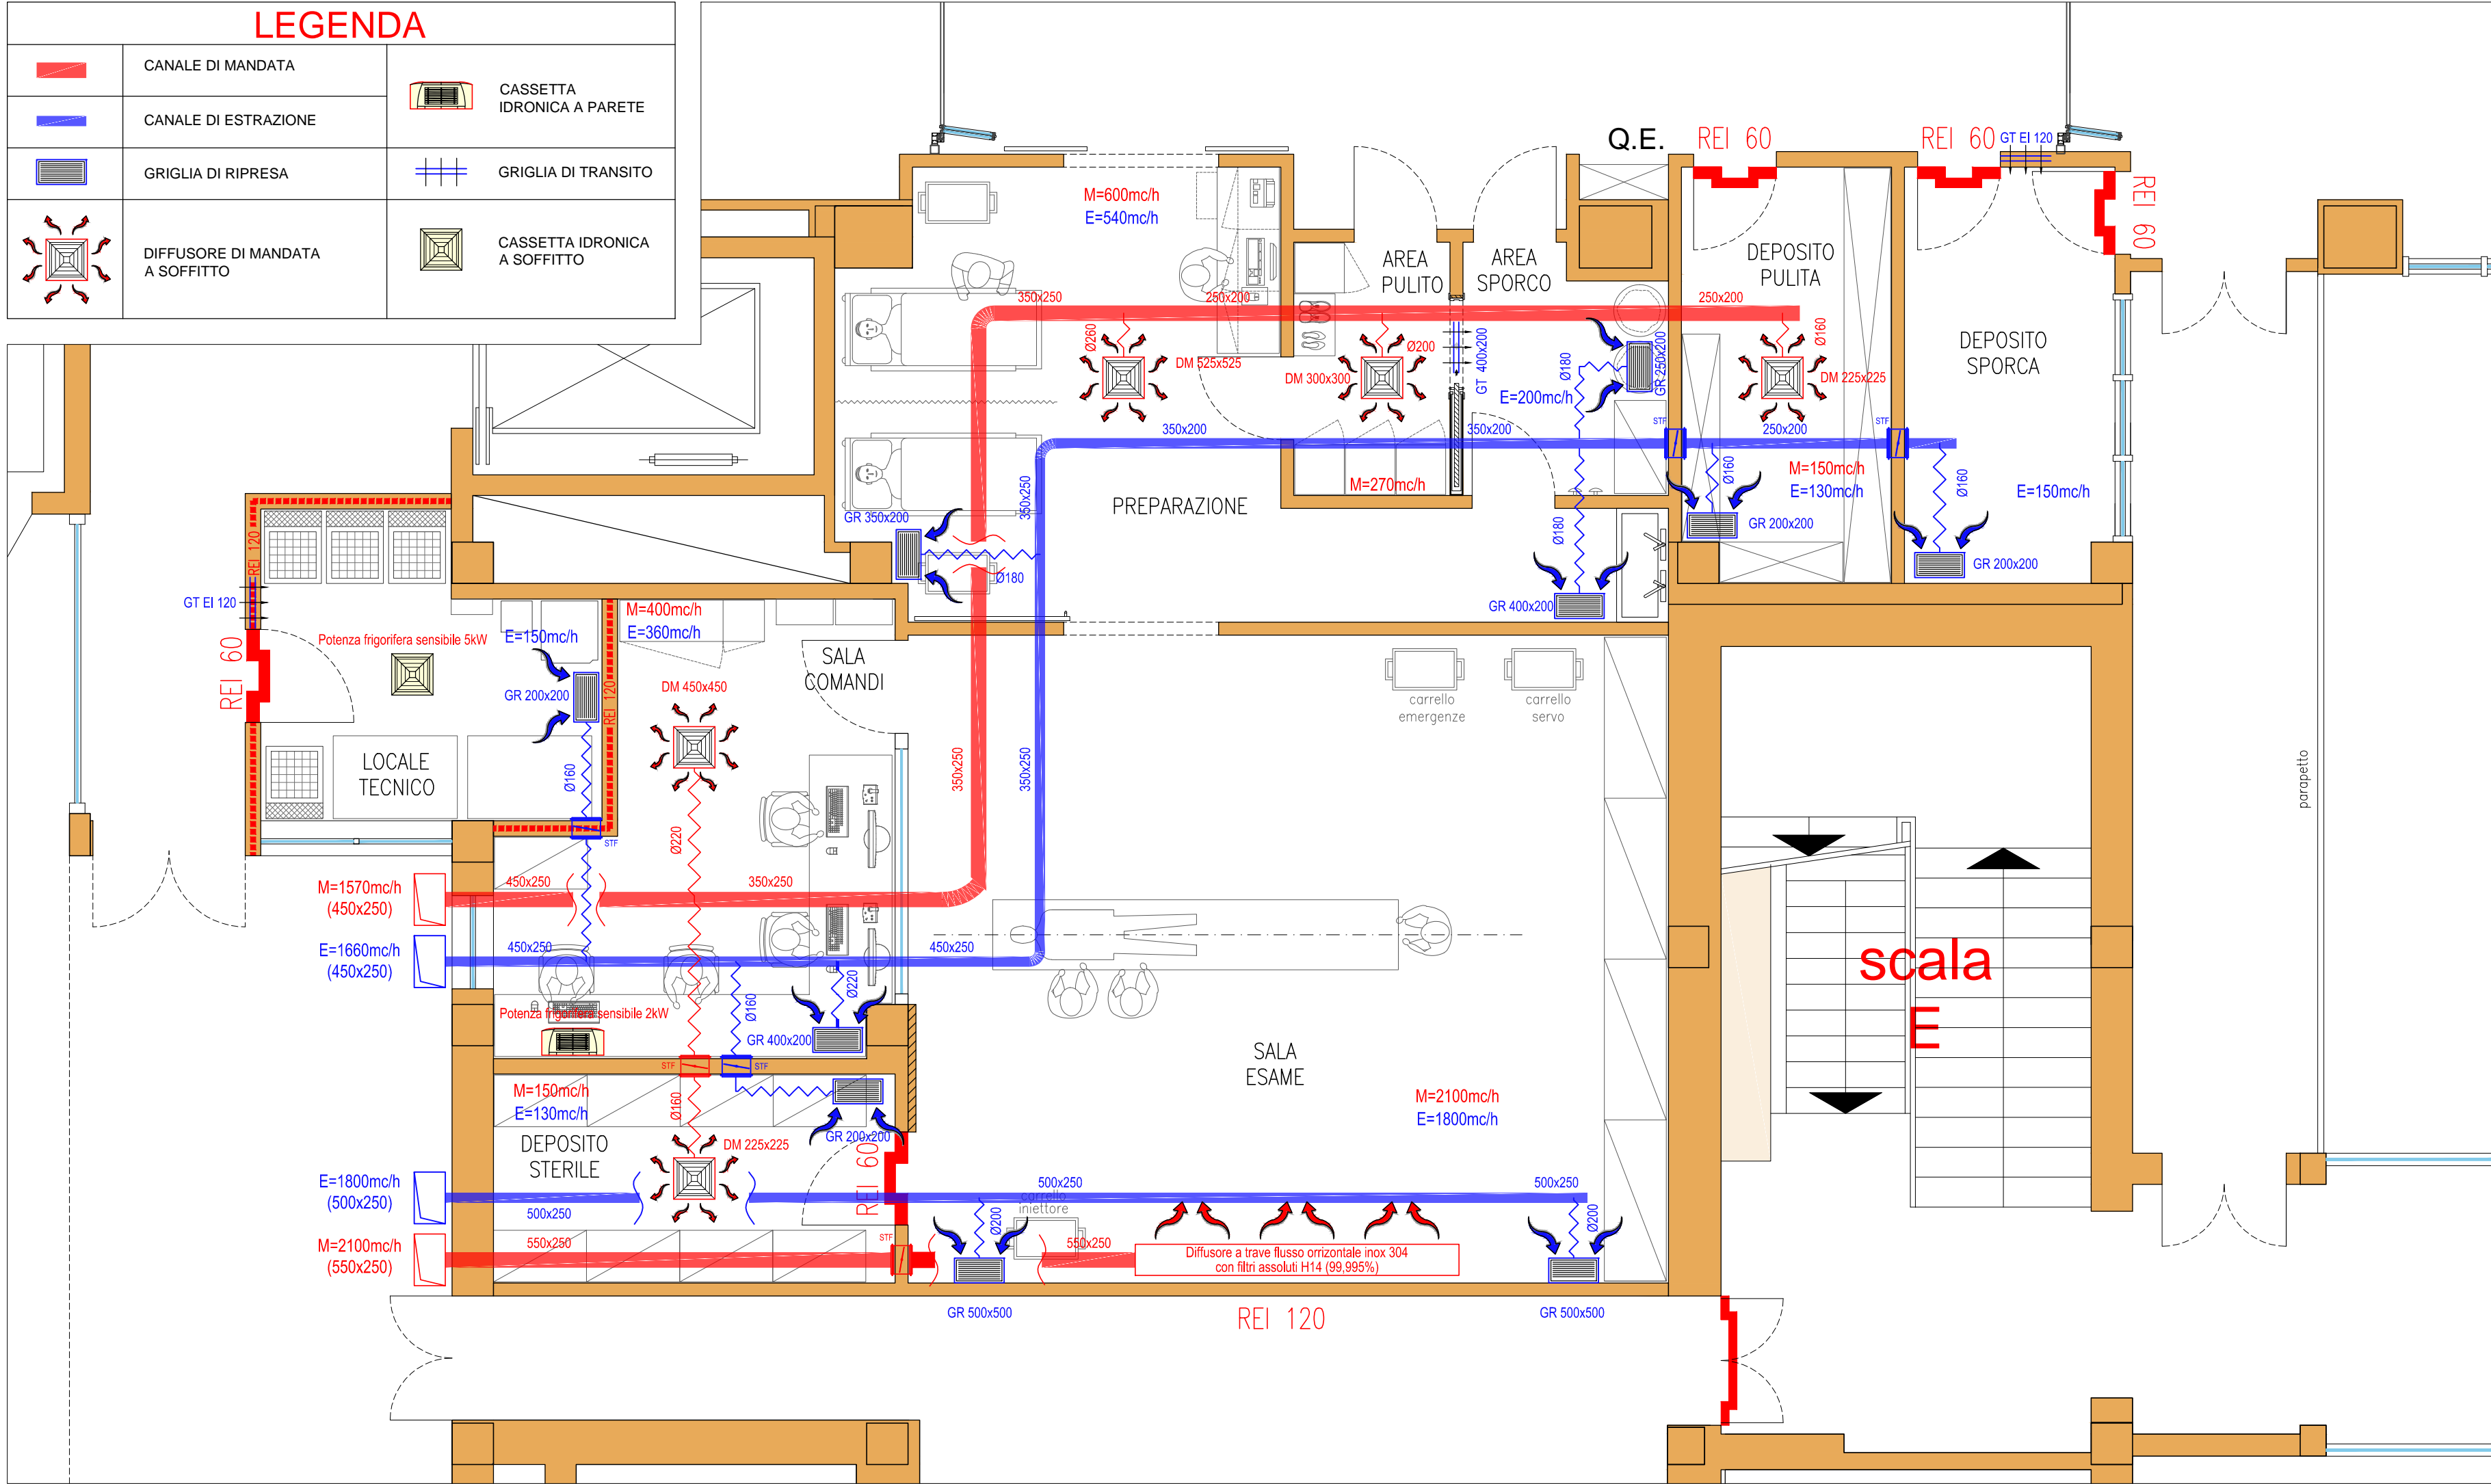 LEGENDA
CANALE DI MANDATA
CANALE DI ESTRAZIONE
GRIGLIA DI RIPRESA
DIFFUSORE DI MANDATA
A SOFFITTO
CASSETTA
IDRONICA A PARETE
GRIGLIA DI TRANSITO
CASSETTA IDRONICA
A SOFFITTO
Q.E.
REI 60
REI 60
GT EI 120
REI 60
M=600mc/h
E=540mc/h
AREA
PULITO
AREA
SPORCO
DEPOSITO
PULITA
DEPOSITO
SPORCA
350x250
250x200
250x200
Ø260
DM 525x525
DM 300x300
Ø200
GT 400x200
Ø180
GR 250x200
E=200mc/h
Ø160
DM 225x225
350x200
350x200
STF
250x200
STF
M=270mc/h
M=150mc/h
E=130mc/h
Ø160
GR 200x200
Ø160
E=150mc/h
GR 200x200
PREPARAZIONE
350x250
GR 350x200
Ø180
Ø180
GR 400x200
REI 120
GT EI 120
REI 60
Potenza frigorifera sensibile 5kW
E=150mc/h
GR 200x200
REI 120
Ø160
LOCALE
TECNICO
STF
M=400mc/h
E=360mc/h
SALA
COMANDI
DM 450x450
Ø220
350x250
350x250
carrello
emergenze
carrello
servo
parapetto
M=1570mc/h
(450x250)
450x250
350x250
E=1660mc/h
(450x250)
450x250
450x250
Ø160
Ø220
Potenza frigorifera sensibile 2kW
GR 400x200
STF
STF
scala
E
SALA
ESAME
M=2100mc/h
E=1800mc/h
M=150mc/h
E=130mc/h
Ø160
DEPOSITO
STERILE
DM 225x225
GR 200x200
REI 60
E=1800mc/h
(500x250)
500x250
500x250
500x250
carrello
iniettore
Ø200
Ø200
M=2100mc/h
(550x250)
550x250
STF
550x250
Diffusore a trave flusso orrizontale inox 304
con filtri assoluti H14 (99,995%)
GR 500x500
REI 120
GR 500x500